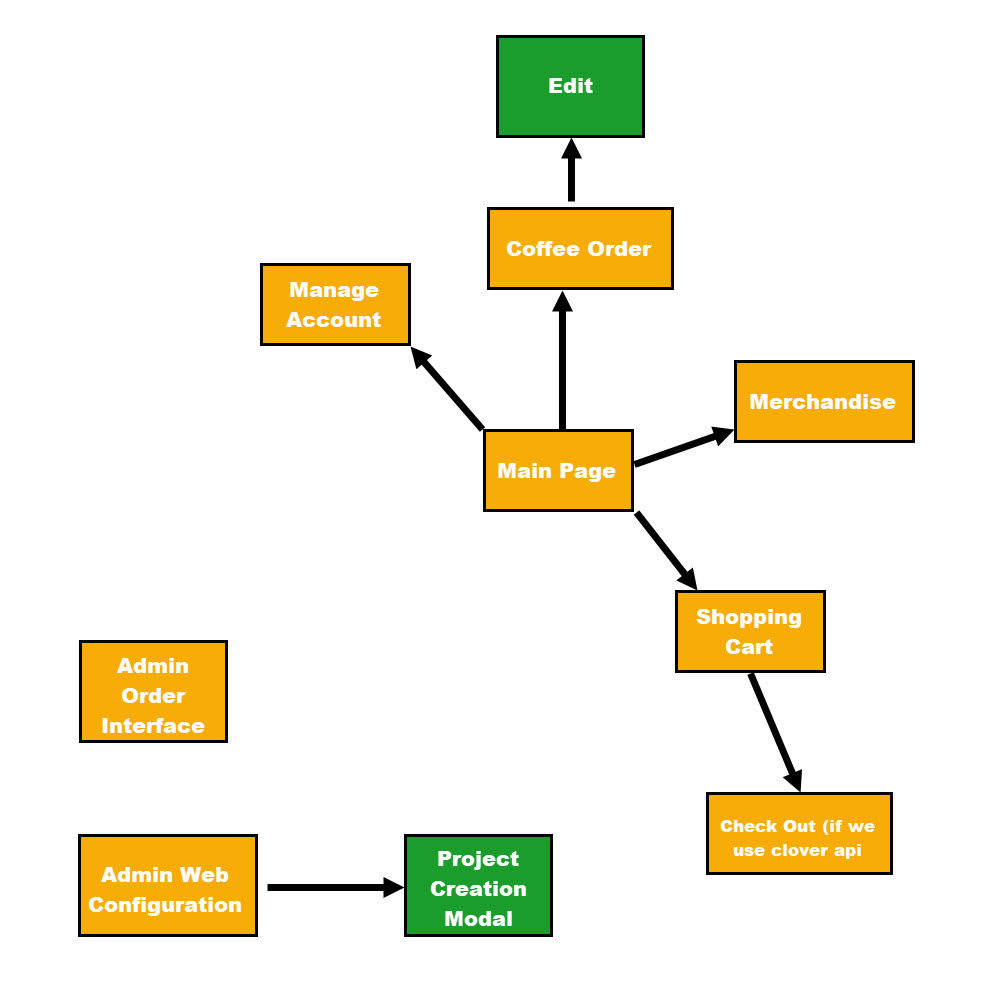 Edit
Coffee Order
Manage
Account
Merchandise
Main Page
Shopping
Cart
Admin
Order
Interface
Check Out (if we
use clover api
Admin Web
Configuration
Project
Creation
Modal